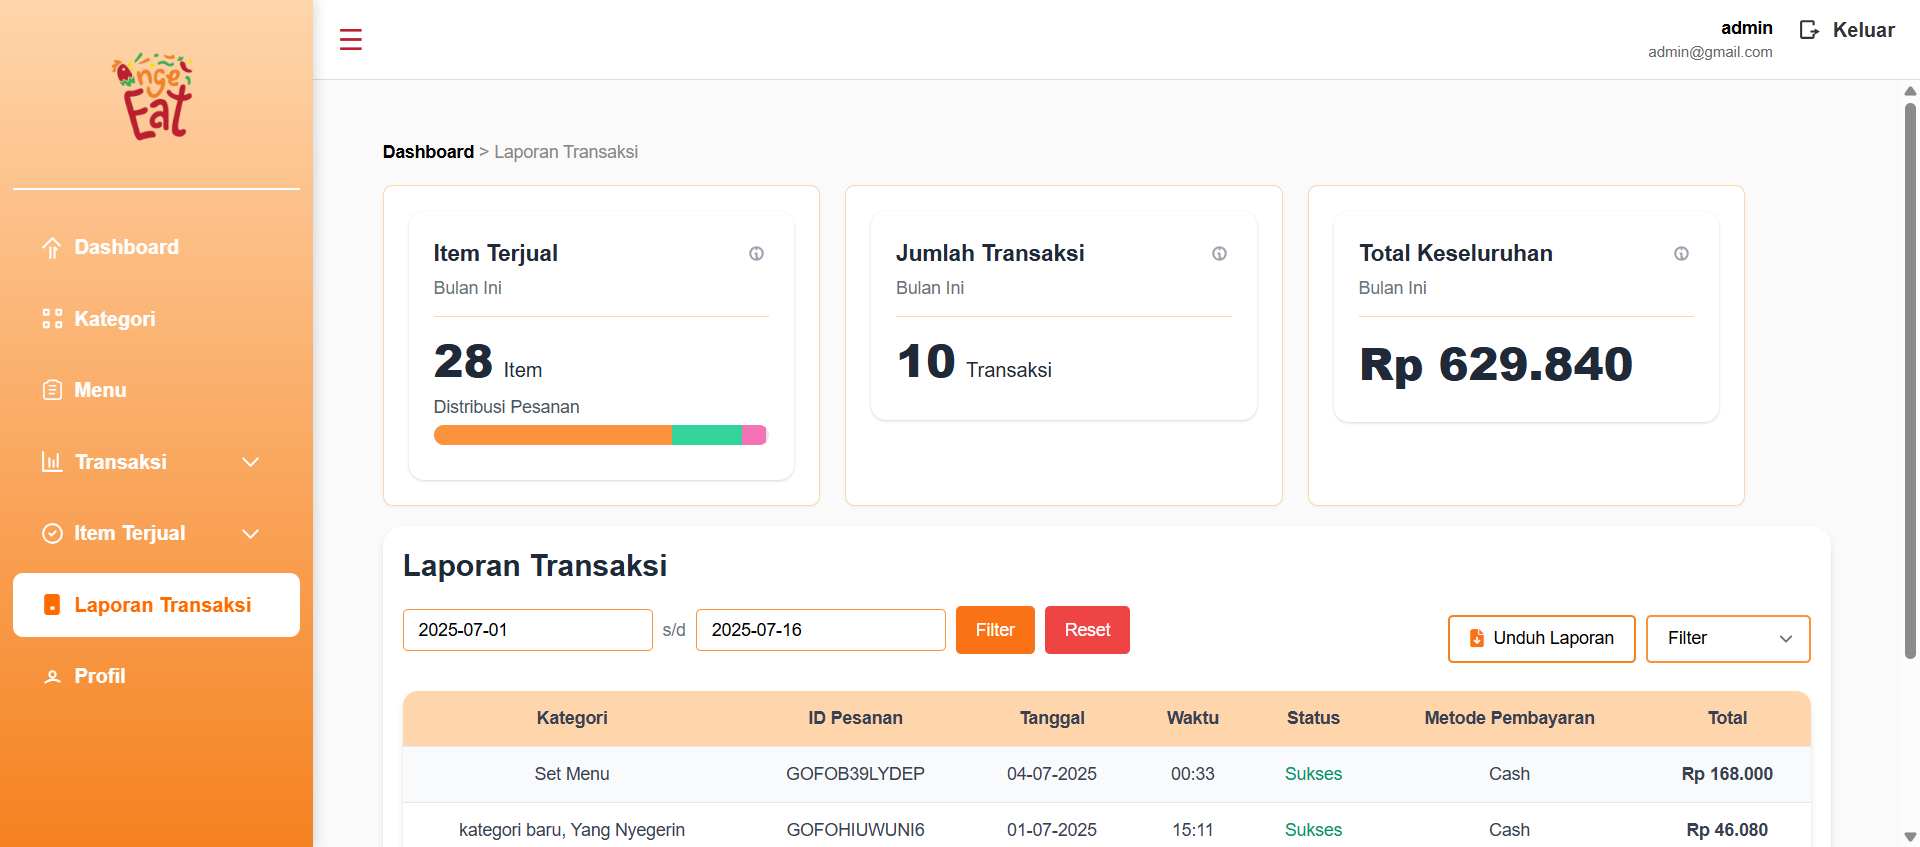 nge
Eat
Dashboard
Kategori
Menu
Transaksi
Item Terjual
Laporan Transaksi
Profil
admin
admin@gmail.com
Keluar
Dashboard > Laporan Transaksi
Item Terjual
Bulan Ini
28 Item
Distribusi Pesanan
Jumlah Transaksi
Bulan Ini
10 Transaksi
Total Keseluruhan
Bulan Ini
Rp 629.840
Laporan Transaksi
2025-07-01 s/d 2025-07-16 Filter Reset
Unduh Laporan Filter
Kategori ID Pesanan Tanggal Waktu Status Metode Pembayaran Total
Set Menu GOFOB39LYDEP 04-07-2025 00:33 Sukses Cash Rp 168.000
kategori baru, Yang Nyegerin GOFOHIUWUNI6 01-07-2025 15:11 Sukses Cash Rp 46.080